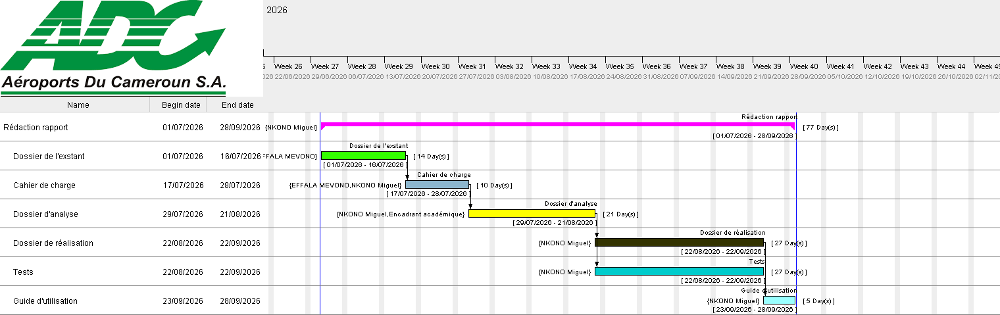 ADC
Aéroports Du Cameroun S.A.
2026
Week 26 Week 27 Week 28 Week 29 Week 30 Week 31 Week 32 Week 33 Week 34 Week 35 Week 36 Week 37 Week 38 Week 39 Week 40 Week 41 Week 42 Week 43 Week 44 Week 45
22/06/2026 29/06/2026 06/07/2026 13/07/2026 20/07/2026 27/07/2026 03/08/2026 10/08/2026 17/08/2026 24/08/2026 31/08/2026 07/09/2026 14/09/2026 21/09/2026 28/09/2026 05/10/2026 12/10/2026 19/10/2026 26/10/2026 02/11/20
Name Begin date End date
Rédaction rapport
Rédaction rapport 01/07/2026 28/09/2026 {NKONO Miguel} [ 77 Day(s) ]
[ 01/07/2026 - 28/09/2026 ]
Dossier de l'exstant
Dossier de l'exstant 01/07/2026 16/07/2026 FFALA MEVONO} [ 14 Day(s) ]
[ 01/07/2026 - 16/07/2026 ]
Cahier de charge
Cahier de charge 17/07/2026 28/07/2026 {EFFALA MEVONO,NKONO Miguel} [ 10 Day(s) ]
[ 17/07/2026 - 28/07/2026 ]
Dossier d'analyse
Dossier d'analyse 29/07/2026 21/08/2026 {NKONO Miguel,Encadrant académique} [ 21 Day(s) ]
[ 29/07/2026 - 21/08/2026 ]
Dossier de réalisation
Dossier de réalisation 22/08/2026 22/09/2026 {NKONO Miguel} [ 27 Day(s) ]
[ 22/08/2026 - 22/09/2026 ]
Tests
Tests 22/08/2026 22/09/2026 {NKONO Miguel} [ 27 Day(s) ]
[ 22/08/2026 - 22/09/2026 ]
Guide d'utilisation
Guide d'utilisation 23/09/2026 28/09/2026 {NKONO Miguel} [ 5 Day(s) ]
[ 23/09/2026 - 28/09/2026 ]